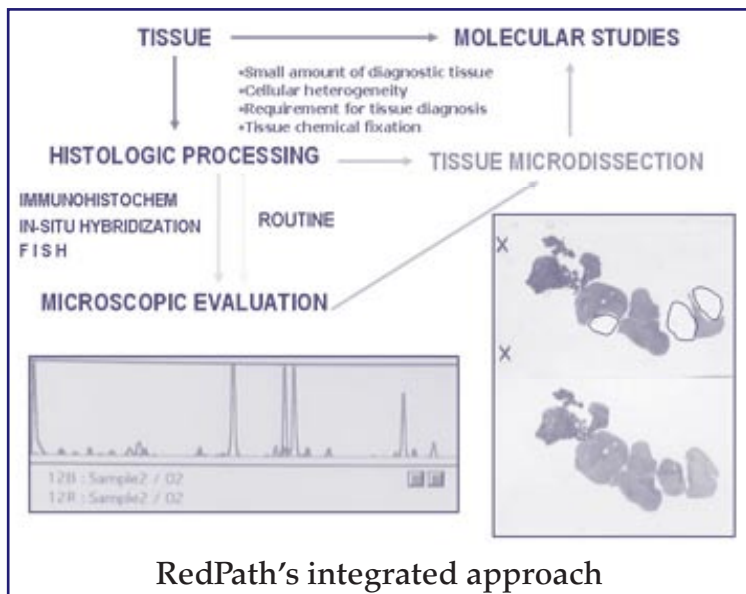 TISSUE
MOLECULAR STUDIES
•Small amount of diagnostic tissue
•Cellular heterogeneity
•Requirement for tissue diagnosis
•Tissue chemical fixation
HISTOLOGIC PROCESSING
TISSUE MICRODISSECTION
IMMUNOHISTOCHEM
IN-SITU HYBRIDIZATION
F I S H
ROUTINE
MICROSCOPIC EVALUATION
X
X
12B : Sample2 / 02
12R : Sample2 / 02
RedPath's integrated approach